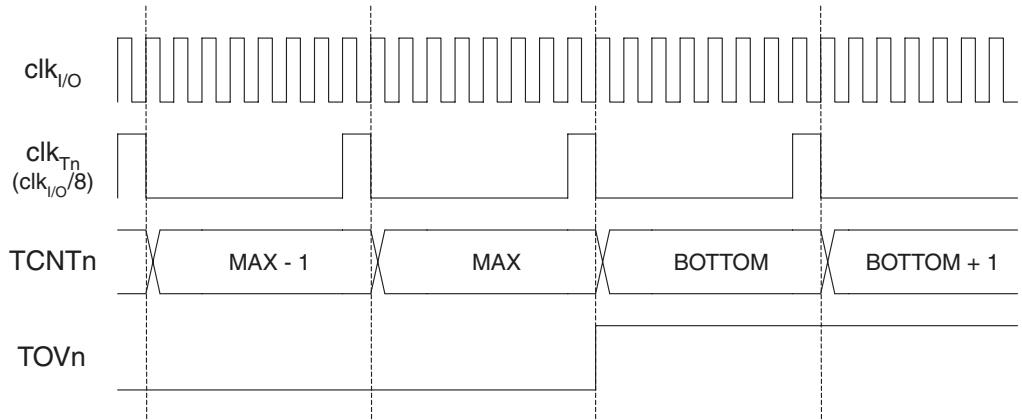 clkI/O
clkTn
(clkI/O/8)
TCNTn
MAX - 1
MAX
BOTTOM
BOTTOM + 1
TOVn